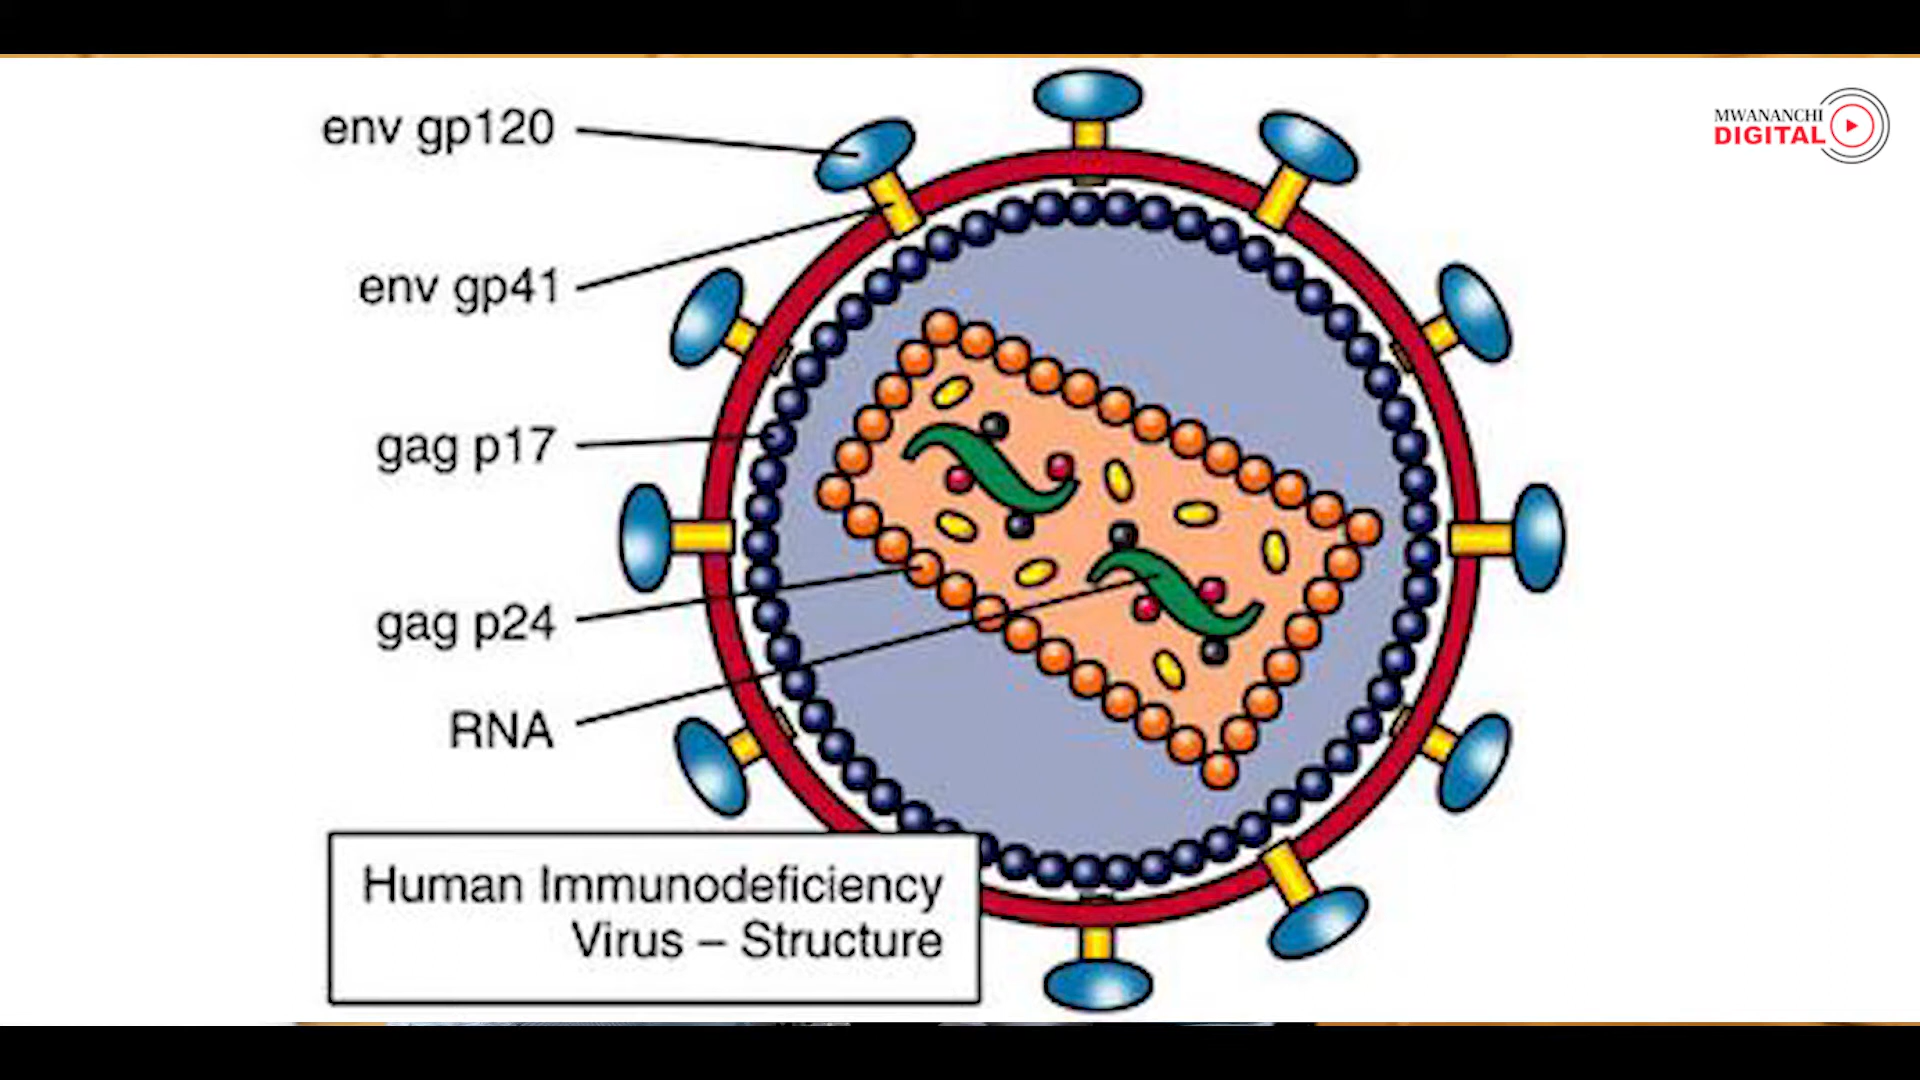 env gp120
env gp41
gag p17
gag p24
RNA
Human Immunodeficiency
Virus – Structure
MWANANCHI
DIGITAL